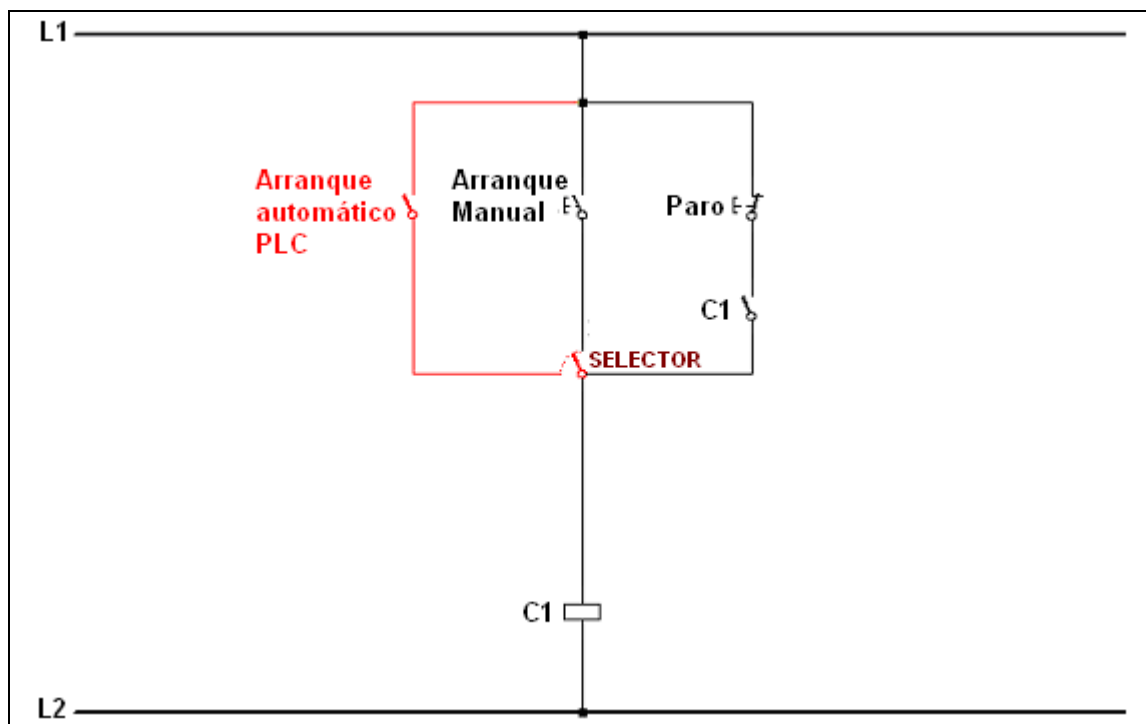 L1
Arranque
automático
PLC
Arranque
Manual
Paro
C1
SELECTOR
C1
L2